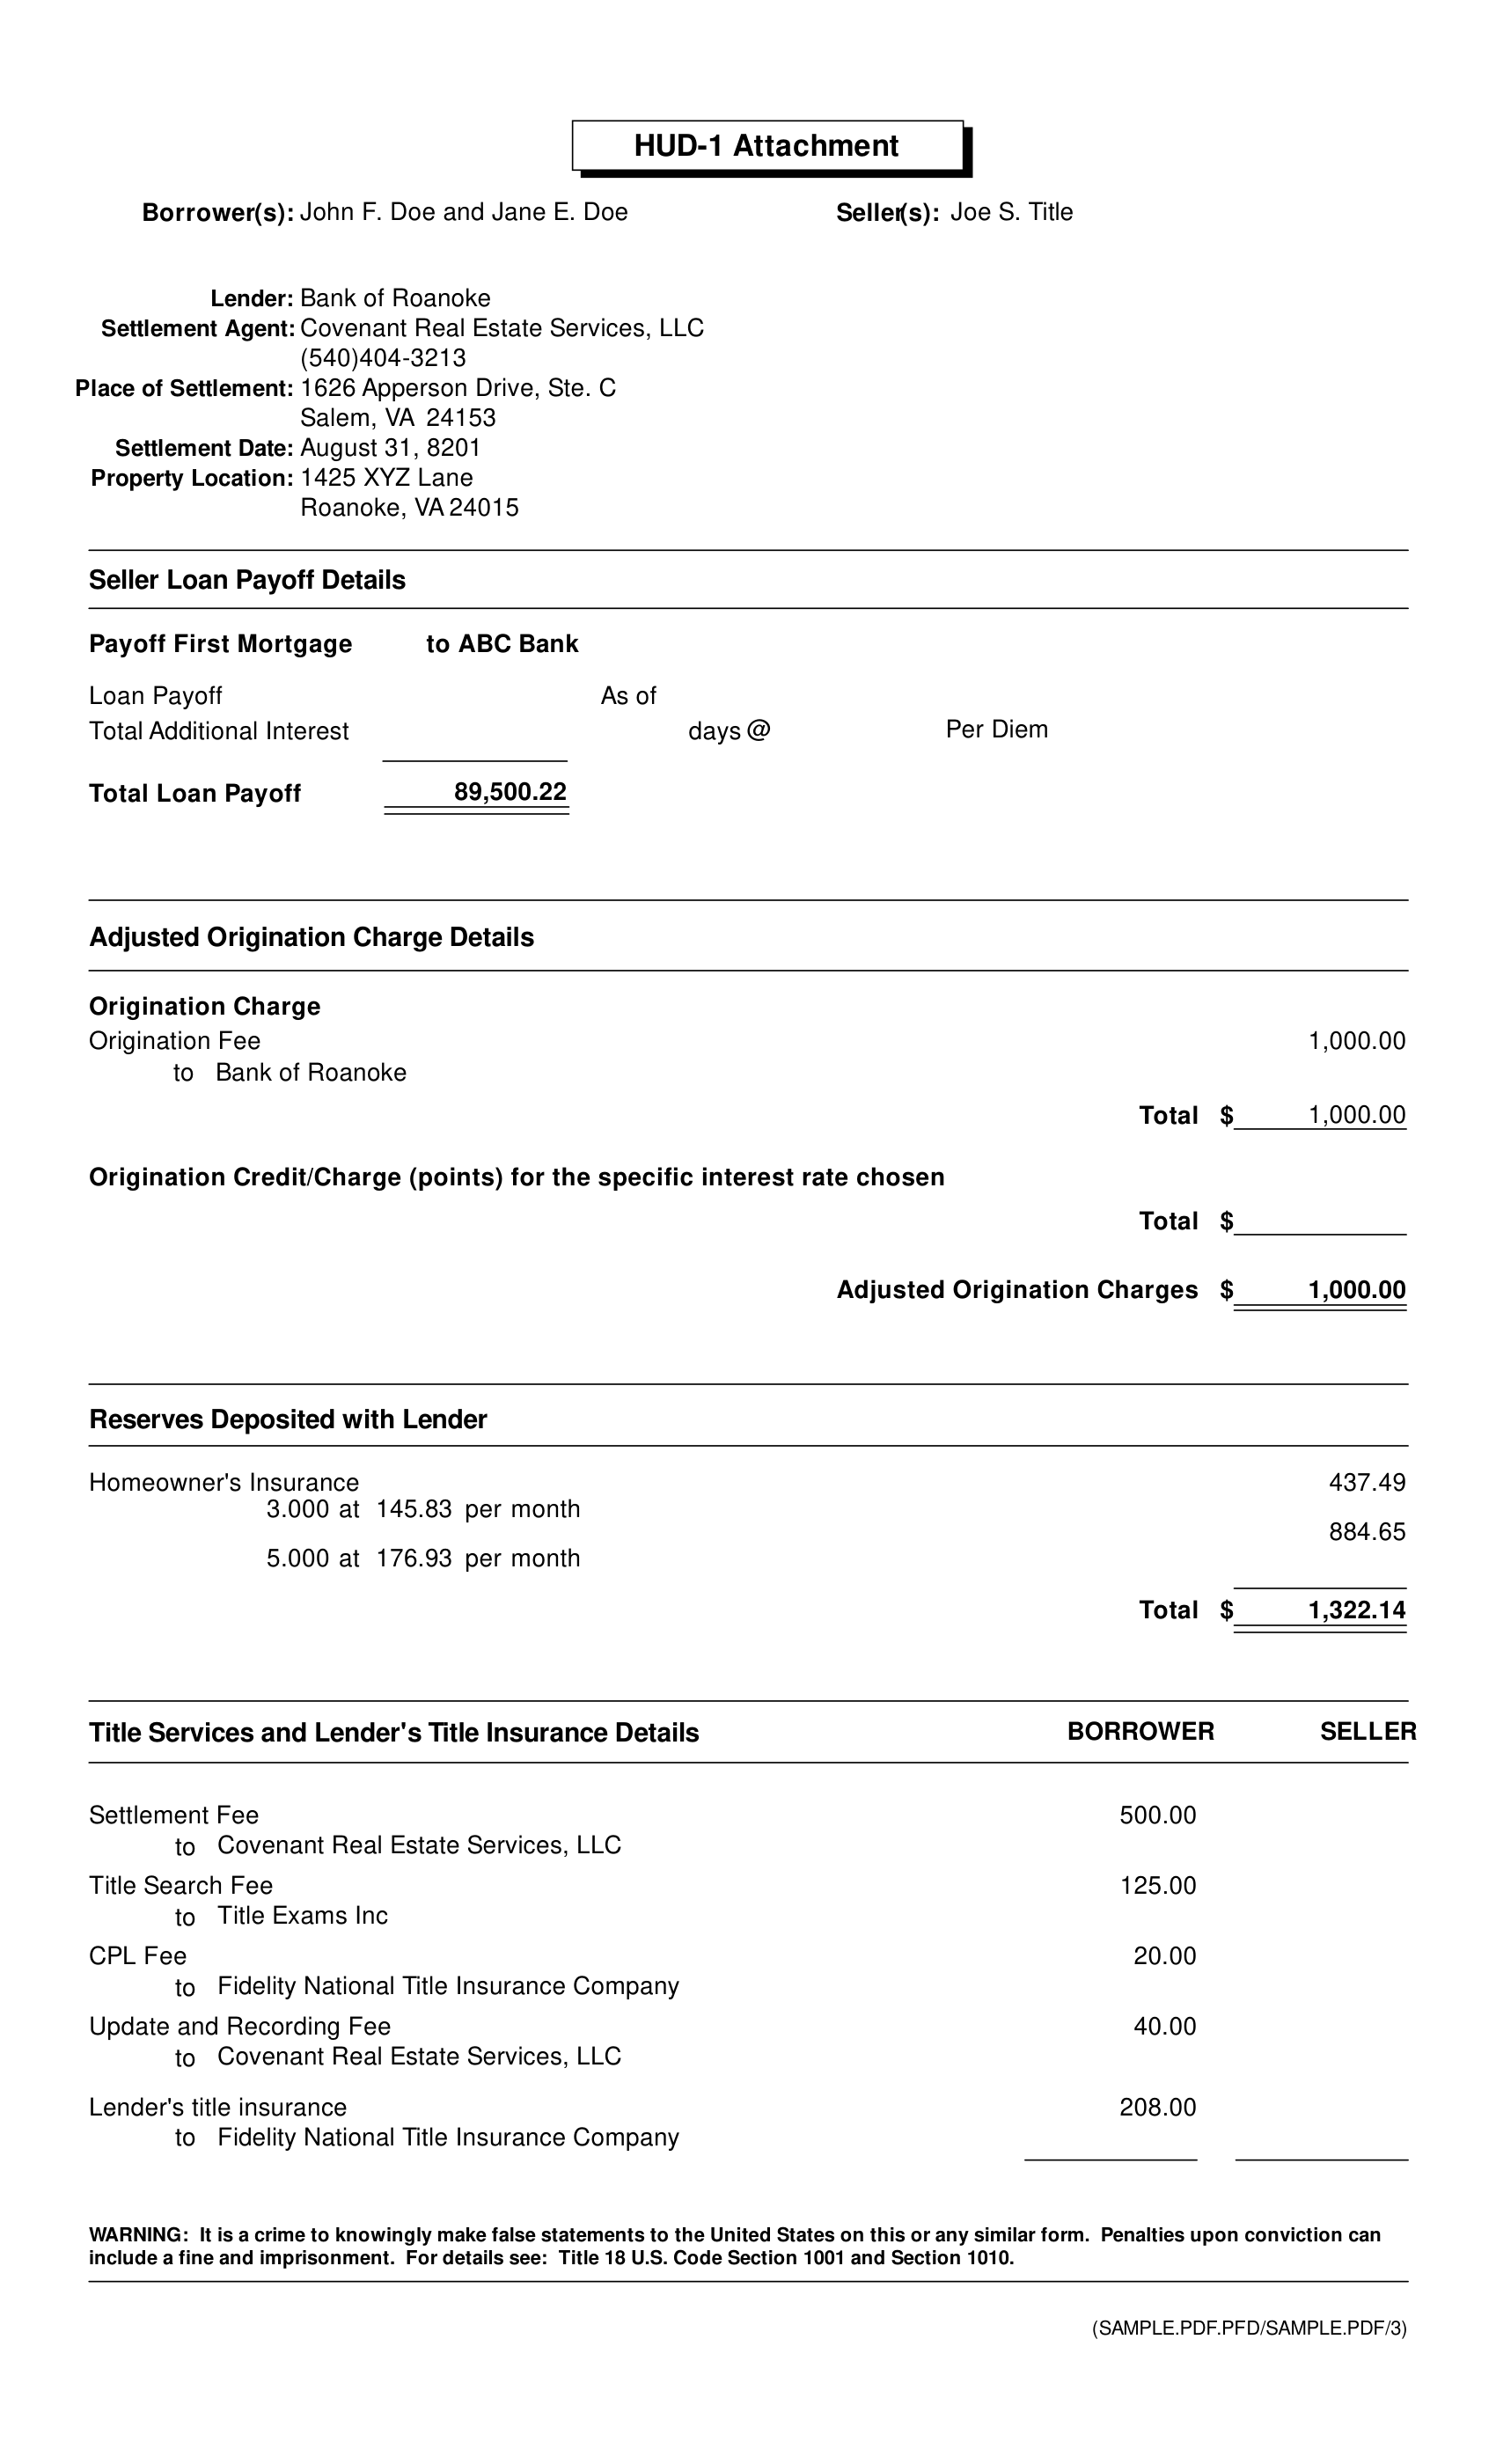 HUD-1 Attachment
Borrower(s): John F. Doe and Jane E. Doe Seller(s): Joe S. Title
Lender: Bank of Roanoke
Settlement Agent: Covenant Real Estate Services, LLC
(540)404-3213
Place of Settlement: 1626 Apperson Drive, Ste. C
Salem, VA 24153
Settlement Date: August 31, 8201
Property Location: 1425 XYZ Lane
Roanoke, VA 24015
Seller Loan Payoff Details
Payoff First Mortgage to ABC Bank
Loan Payoff As of
Total Additional Interest days @ Per Diem
Total Loan Payoff 89,500.22
Adjusted Origination Charge Details
Origination Charge
Origination Fee 1,000.00
to Bank of Roanoke
Total $ 1,000.00
Origination Credit/Charge (points) for the specific interest rate chosen
Total $
Adjusted Origination Charges $ 1,000.00
Reserves Deposited with Lender
Homeowner's Insurance 437.49
3.000 at 145.83 per month
884.65
5.000 at 176.93 per month
Total $ 1,322.14
Title Services and Lender's Title Insurance Details BORROWER SELLER
Settlement Fee 500.00
to Covenant Real Estate Services, LLC
Title Search Fee 125.00
to Title Exams Inc
CPL Fee 20.00
to Fidelity National Title Insurance Company
Update and Recording Fee 40.00
to Covenant Real Estate Services, LLC
Lender's title insurance 208.00
to Fidelity National Title Insurance Company
WARNING: It is a crime to knowingly make false statements to the United States on this or any similar form. Penalties upon conviction can
include a fine and imprisonment. For details see: Title 18 U.S. Code Section 1001 and Section 1010.
(SAMPLE.PDF.PFD/SAMPLE.PDF/3)